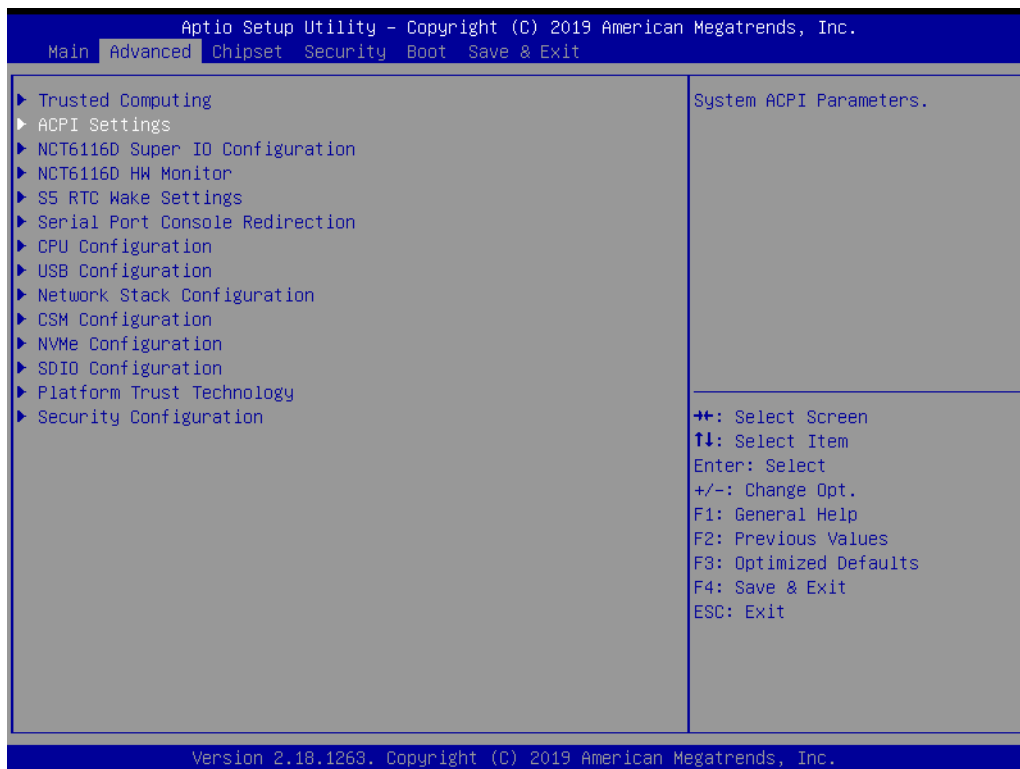 Aptio Setup Utility – Copyright (C) 2019 American Megatrends, Inc.
Main Advanced Chipset Security Boot Save & Exit
Trusted Computing
ACPI Settings
NCT6116D Super IO Configuration
NCT6116D HW Monitor
S5 RTC Wake Settings
Serial Port Console Redirection
CPU Configuration
USB Configuration
Network Stack Configuration
CSM Configuration
NVMe Configuration
SDIO Configuration
Platform Trust Technology
Security Configuration
System ACPI Parameters.
→←: Select Screen
↑↓: Select Item
Enter: Select
+/-: Change Opt.
F1: General Help
F2: Previous Values
F3: Optimized Defaults
F4: Save & Exit
ESC: Exit
Version 2.18.1263. Copyright (C) 2019 American Megatrends, Inc.